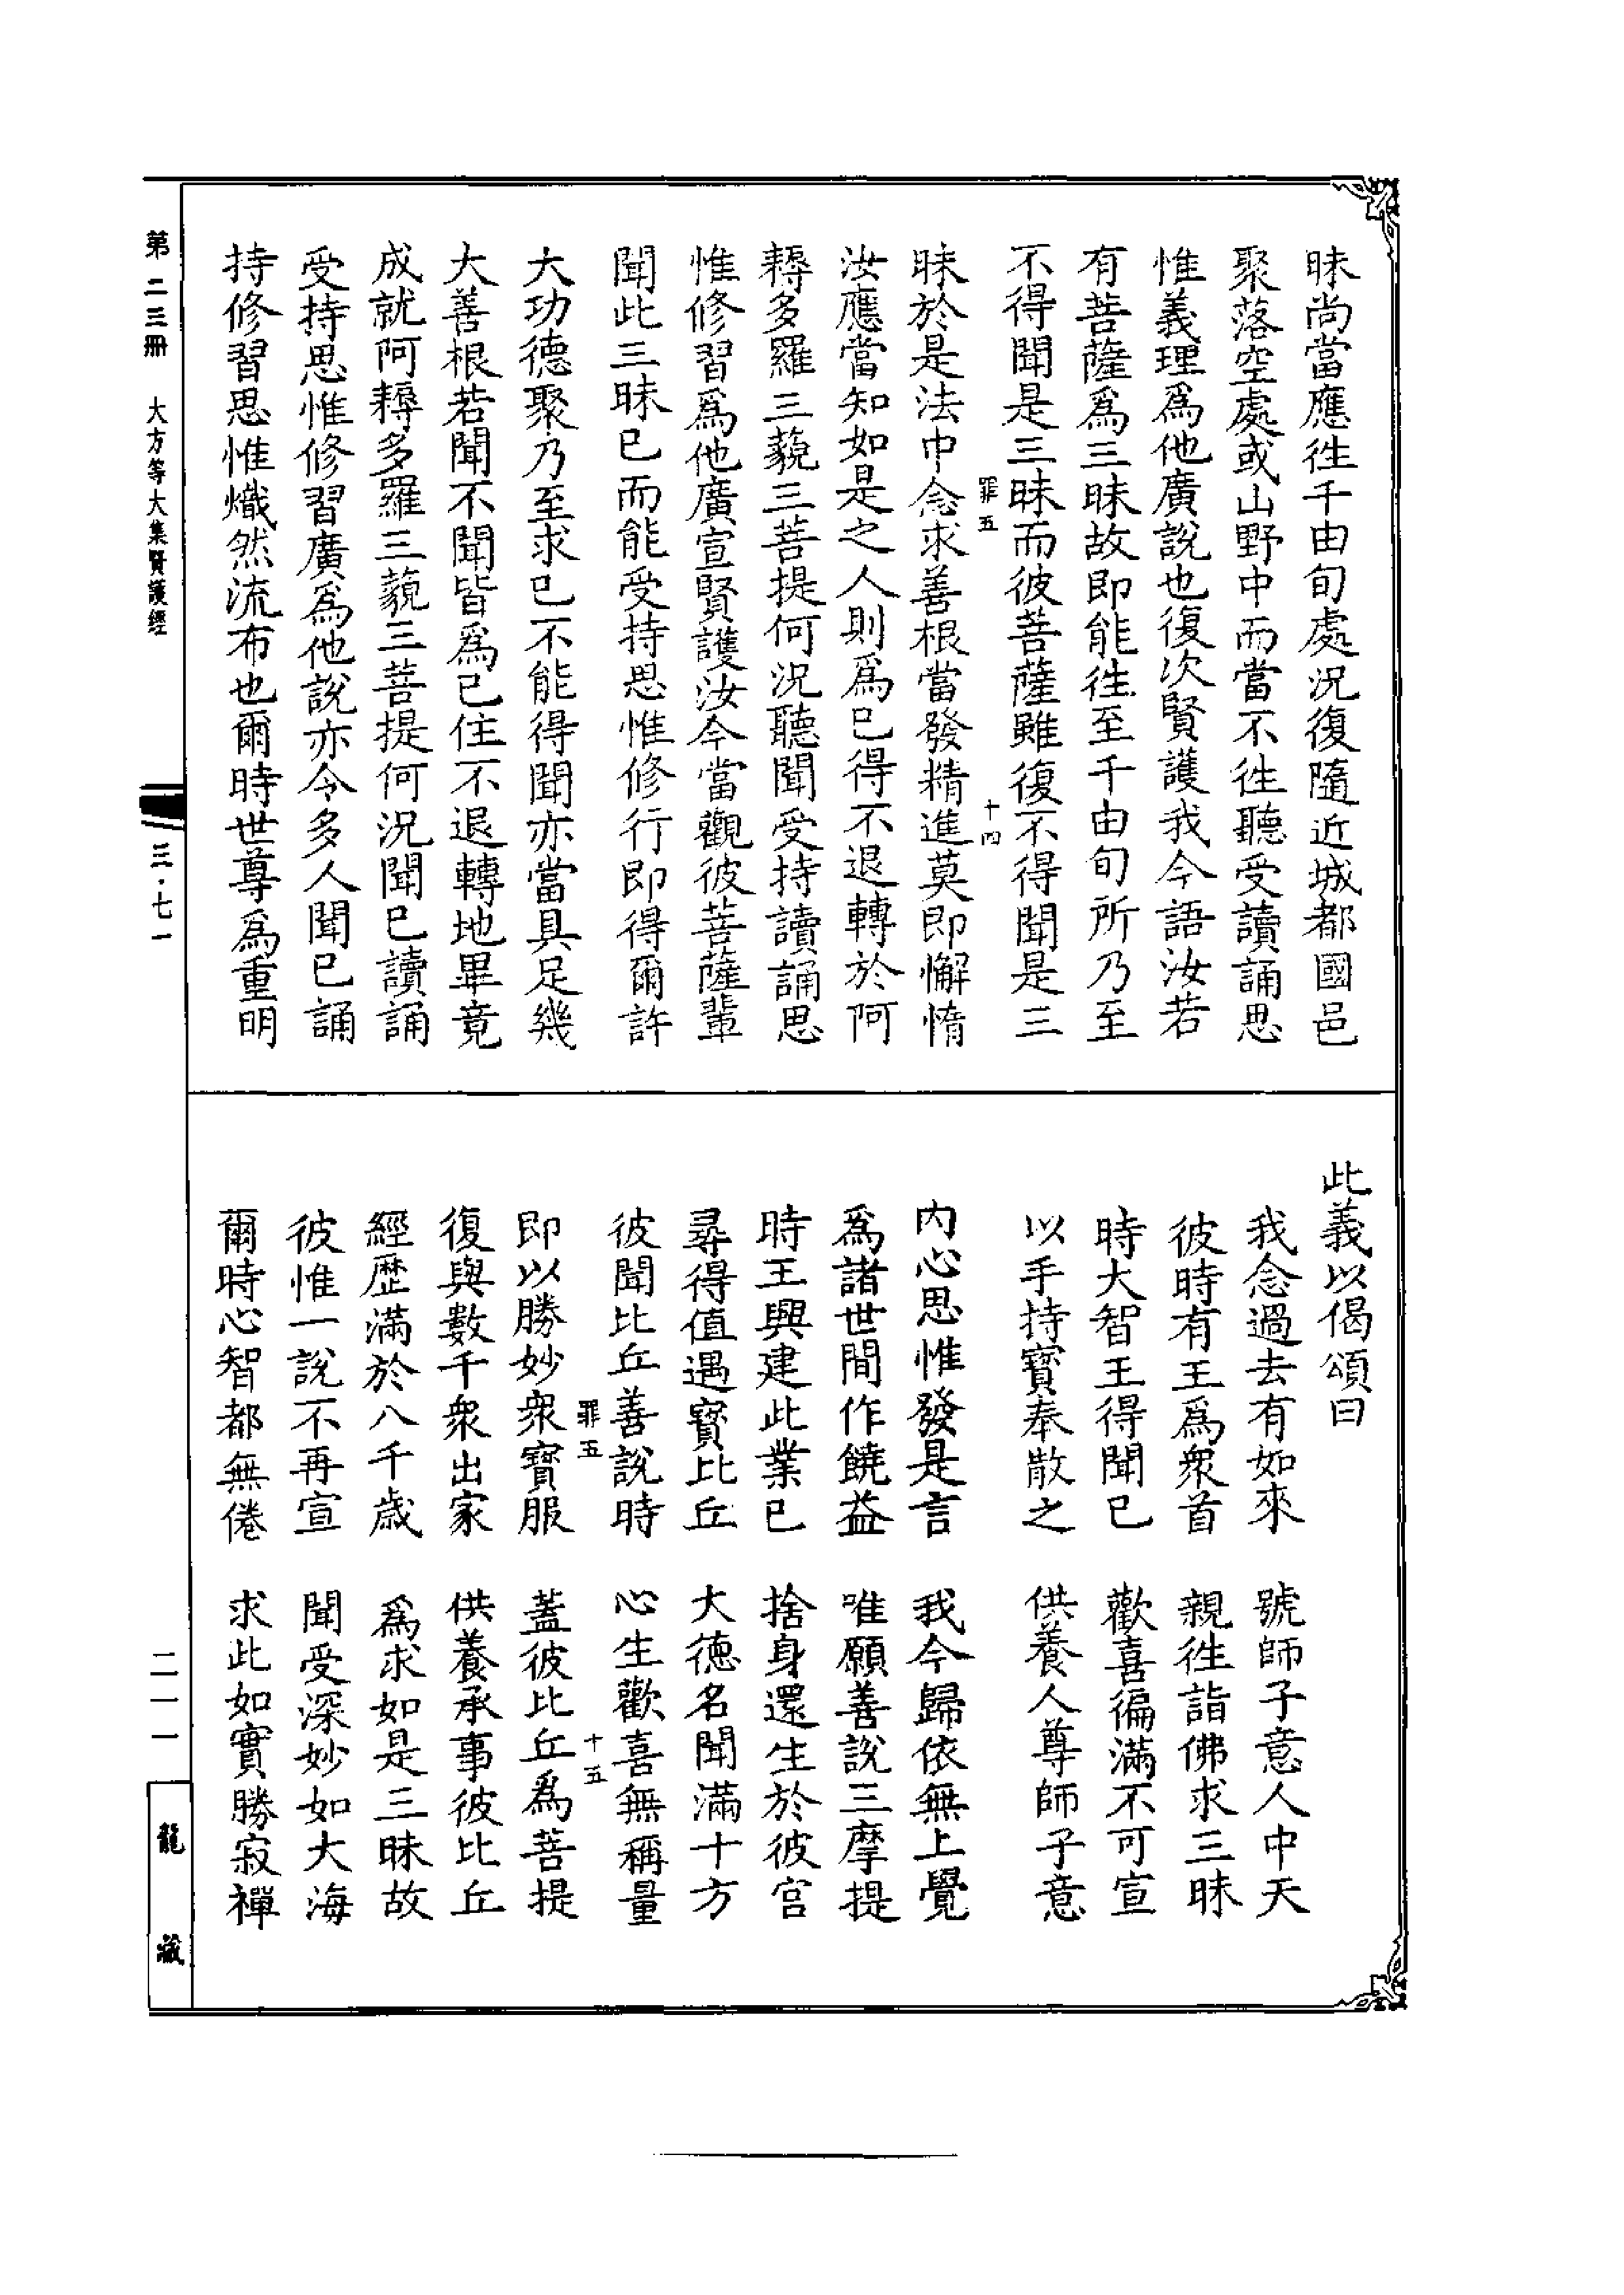 昧尚當應徃千由旬處況復隨近城都國邑
聚落空處或山野中而當不徃聽受讀誦思
惟義理爲他廣說也復次賢護我今語汝若
有菩薩爲三昧故即能徃至千由旬所乃至
不得聞是三昧而彼菩薩雖復不得聞是三
罪五 十四
昧於是法中念求善根當發精進莫即懈惰
汝應當知如是之人則爲已得不退轉於阿
耨多羅三藐三菩提何況聽聞受持讀誦思
惟修習爲他廣宣賢護汝今當觀彼菩薩輩
聞此三昧已而能受持思惟修行即得爾許
大功德聚乃至求已不能得聞亦當具足幾
大善根若聞不聞皆爲已住不退轉地畢竟
成就阿耨多羅三藐三菩提何況聞已讀誦
受持思惟修習廣爲他說亦令多人聞已誦
持修習思惟熾然流布也爾時世尊爲重明
此義以偈頌曰
我念過去有如來 號師子意人中天
彼時有王爲衆首 親徃詣佛求三昧
時大智王得聞已 歡喜徧滿不可宣
以手持寶奉散之 供養人尊師子意
內心思惟發是言 我今歸依無上覺
爲諸世間作饒益 唯願善說三摩提
時王興建此業已 捨身還生於彼宮
尋得值遇寳比丘 大德名聞滿十方
彼聞比丘善說時 心生歡喜無稱量
罪五 十五
即以勝妙衆寶服 蓋彼比丘爲菩提
復與數千衆出家 供養承事彼比丘
經歷滿於八千歲 爲求如是三昧故
彼惟一說不再宣 聞受深妙如大海
爾時心智都無倦 求此如實勝寂禪
第二三冊 大方等大集賢護經
三·七一
二一一
龍藏